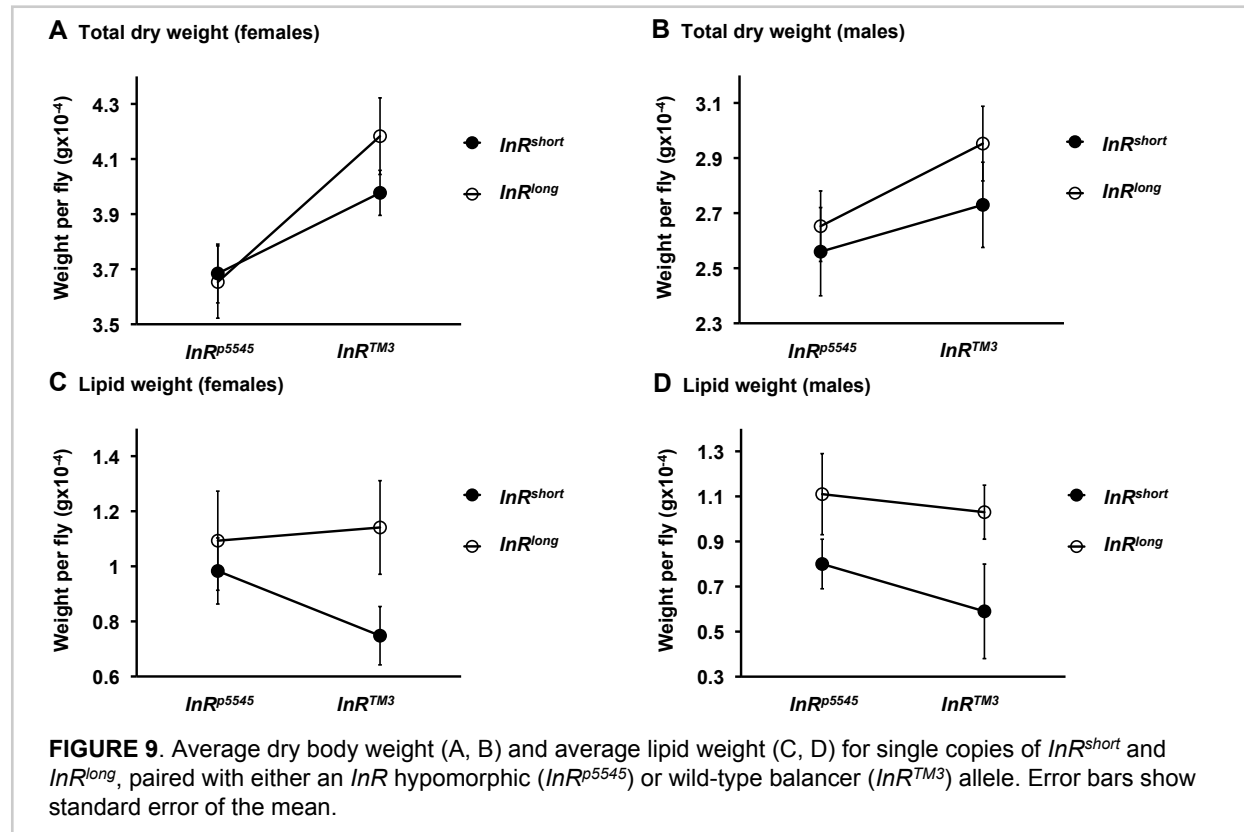 A Total dry weight (females)
Weight per fly (gx10⁻⁴)
4.3
4.1
3.9
3.7
3.5
InRᵖ⁵⁵⁴⁵ InRᵀᴹ³
InRˢʰᵒʳᵗ
InRˡᵒⁿᵍ
B Total dry weight (males)
Weight per fly (gx10⁻⁴)
3.1
2.9
2.7
2.5
2.3
InRᵖ⁵⁵⁴⁵ InRᵀᴹ³
InRˢʰᵒʳᵗ
InRˡᵒⁿᵍ
C Lipid weight (females)
Weight per fly (gx10⁻⁴)
1.4
1.2
1
0.8
0.6
InRᵖ⁵⁵⁴⁵ InRᵀᴹ³
InRˢʰᵒʳᵗ
InRˡᵒⁿᵍ
D Lipid weight (males)
Weight per fly (gx10⁻⁴)
1.3
1.1
0.9
0.7
0.5
0.3
InRᵖ⁵⁵⁴⁵ InRᵀᴹ³
InRˢʰᵒʳᵗ
InRˡᵒⁿᵍ
FIGURE 9. Average dry body weight (A, B) and average lipid weight (C, D) for single copies of InRˢʰᵒʳᵗ and
InRˡᵒⁿᵍ, paired with either an InR hypomorphic (InRᵖ⁵⁵⁴⁵) or wild-type balancer (InRᵀᴹ³) allele. Error bars show
standard error of the mean.